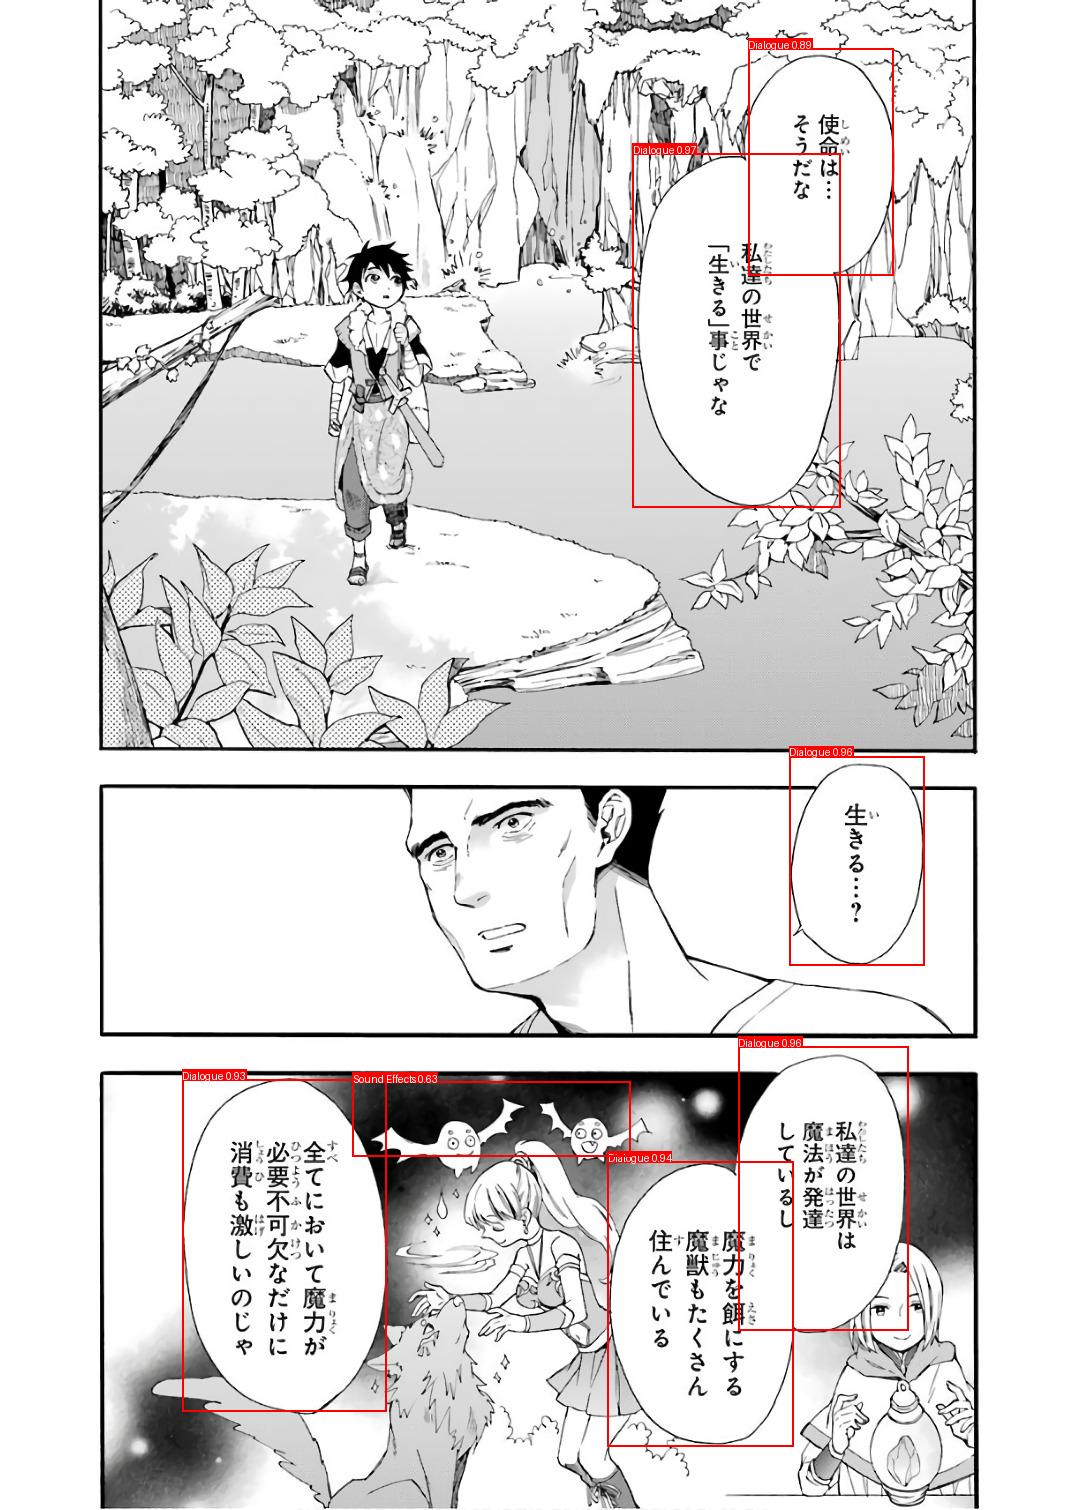 Dialogue 0.89
使命は…
そうだな
Dialogue 0.97
私達の世界で
「生きる」事じゃな
Dialogue 0.96
生きる…?
Dialogue 0.96
私達の世界は
魔法が発達
しているし
Dialogue 0.94
魔力を餌にする
魔獣もたくさん
住んでいる
Sound Effects 0.63
Dialogue 0.93
全てにおいて魔力が
必要不可欠なだけに
消費も激しいのじゃ